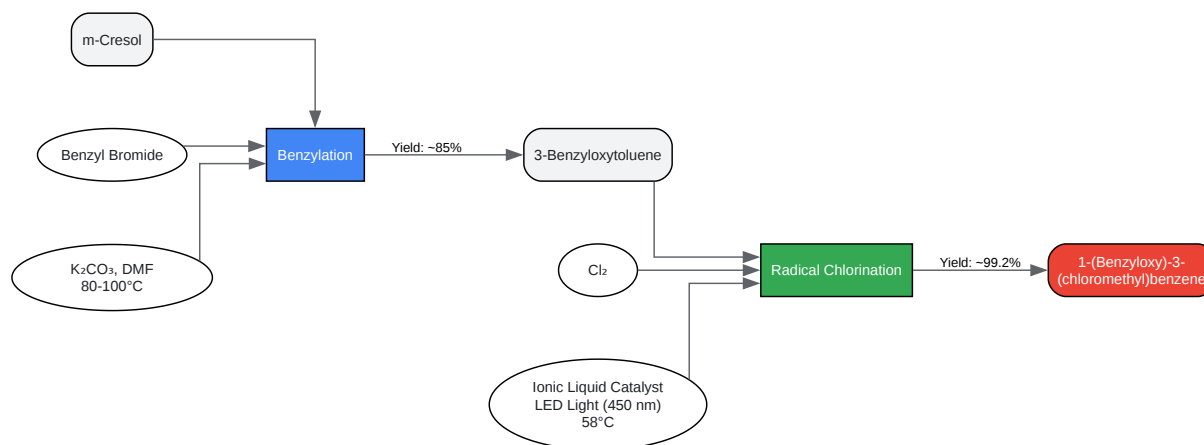 m-Cresol
Benzyl Bromide
Benzylation
Yield: ~85%
3-Benzyloxytoluene
K₂CO₃, DMF
80-100°C
Cl₂
Radical Chlorination
Yield: ~99.2%
1-(Benzyloxy)-3-
(chloromethyl)benzene
Ionic Liquid Catalyst
LED Light (450 nm)
58°C